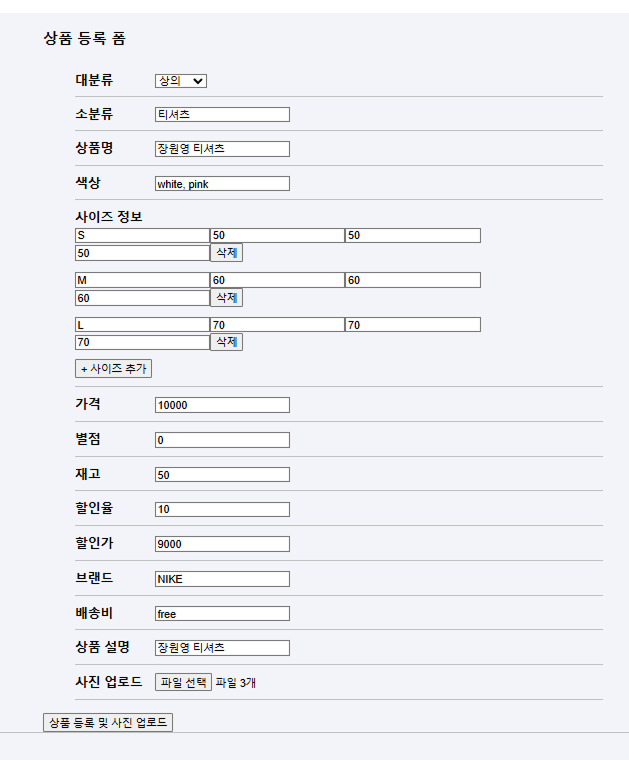 상품 등록 폼
대분류 상의
소분류 티셔츠
상품명 장원영 티셔츠
색상 white, pink
사이즈 정보
S 50 50
50 삭제
M 60 60
60 삭제
L 70 70
70 삭제
+ 사이즈 추가
가격 10000
별점 0
재고 50
할인율 10
할인가 9000
브랜드 NIKE
배송비 free
상품 설명 장원영 티셔츠
사진 업로드 파일 선택 파일 3개
상품 등록 및 사진 업로드